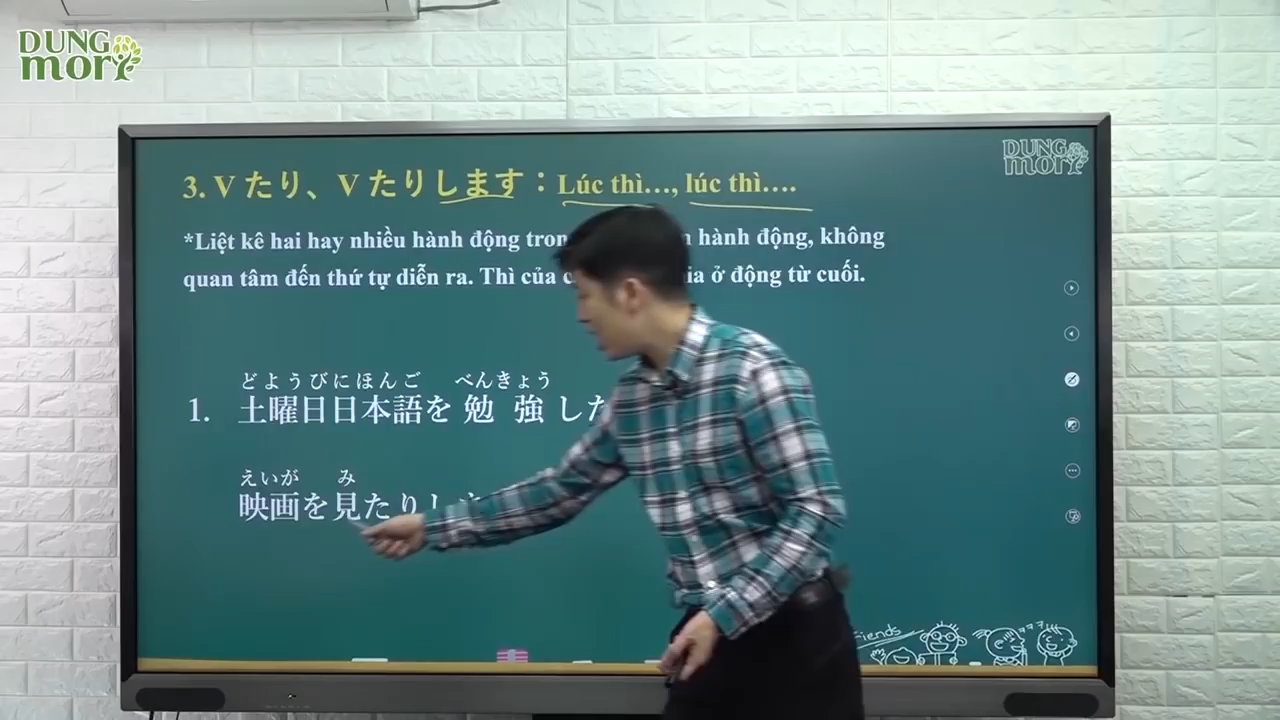 DUNG
mori
DUNG
mori
3. V たり、V たりします：Lúc thì…, lúc thì….
*Liệt kê hai hay nhiều hành động hành động, không
quan tâm đến thứ tự diễn ra. Thì của ở động từ cuối.
どようびにほんご べんきょう
1. 土曜日日本語を勉強した
えいが み
映画を見たりし